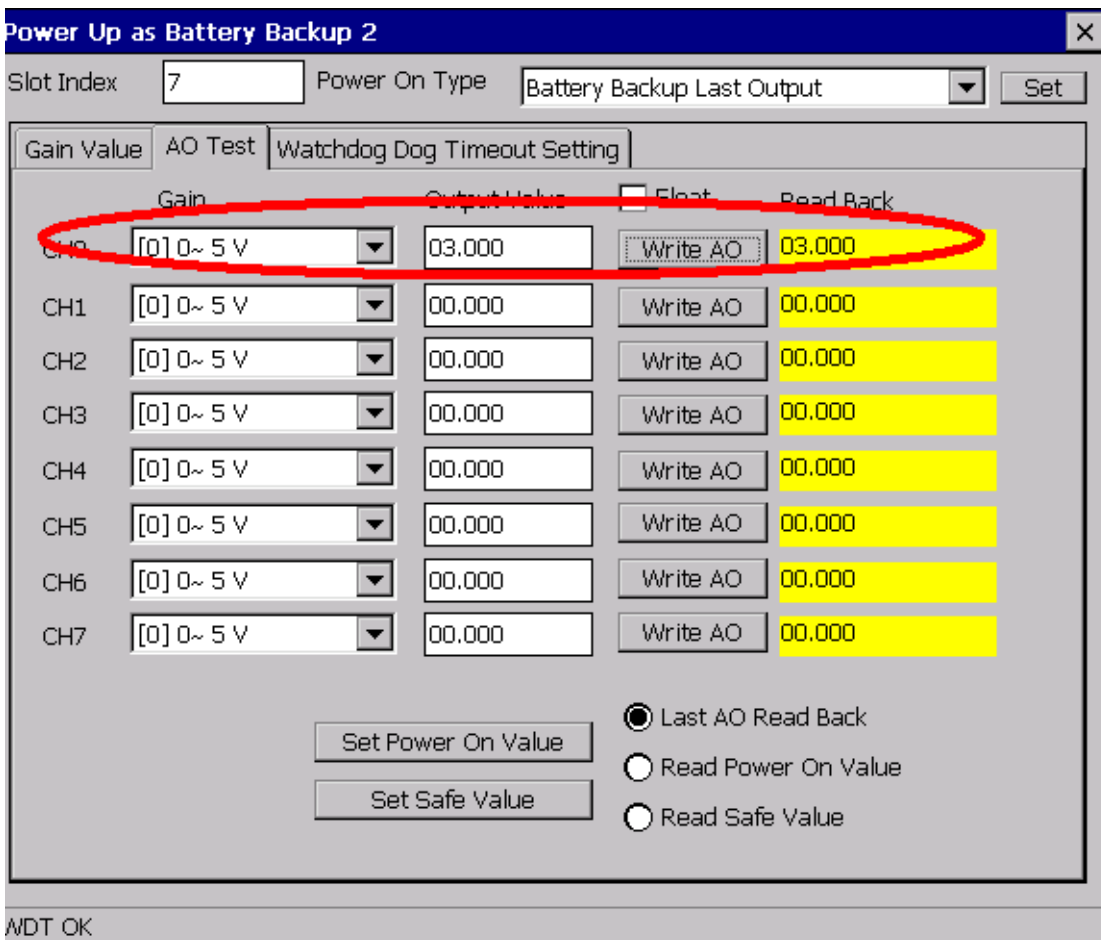 Power Up as Battery Backup 2
Slot Index 7 Power On Type Battery Backup Last Output Set
Gain Value AO Test Watchdog Dog Timeout Setting
Gain Output Value Float Read Back
CH0 [0] 0~ 5 V 03.000 Write AO 03.000
CH1 [0] 0~ 5 V 00.000 Write AO 00.000
CH2 [0] 0~ 5 V 00.000 Write AO 00.000
CH3 [0] 0~ 5 V 00.000 Write AO 00.000
CH4 [0] 0~ 5 V 00.000 Write AO 00.000
CH5 [0] 0~ 5 V 00.000 Write AO 00.000
CH6 [0] 0~ 5 V 00.000 Write AO 00.000
CH7 [0] 0~ 5 V 00.000 Write AO 00.000
Last AO Read Back
Set Power On Value
Read Power On Value
Set Safe Value
Read Safe Value
WDT OK